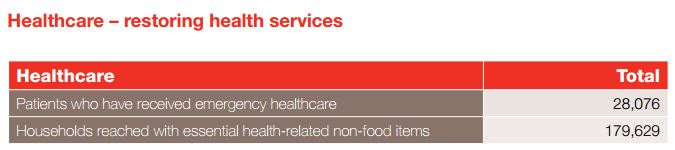 Healthcare – restoring health services
Healthcare Total
Patients who have received emergency healthcare 28,076
Households reached with essential health-related non-food items 179,629